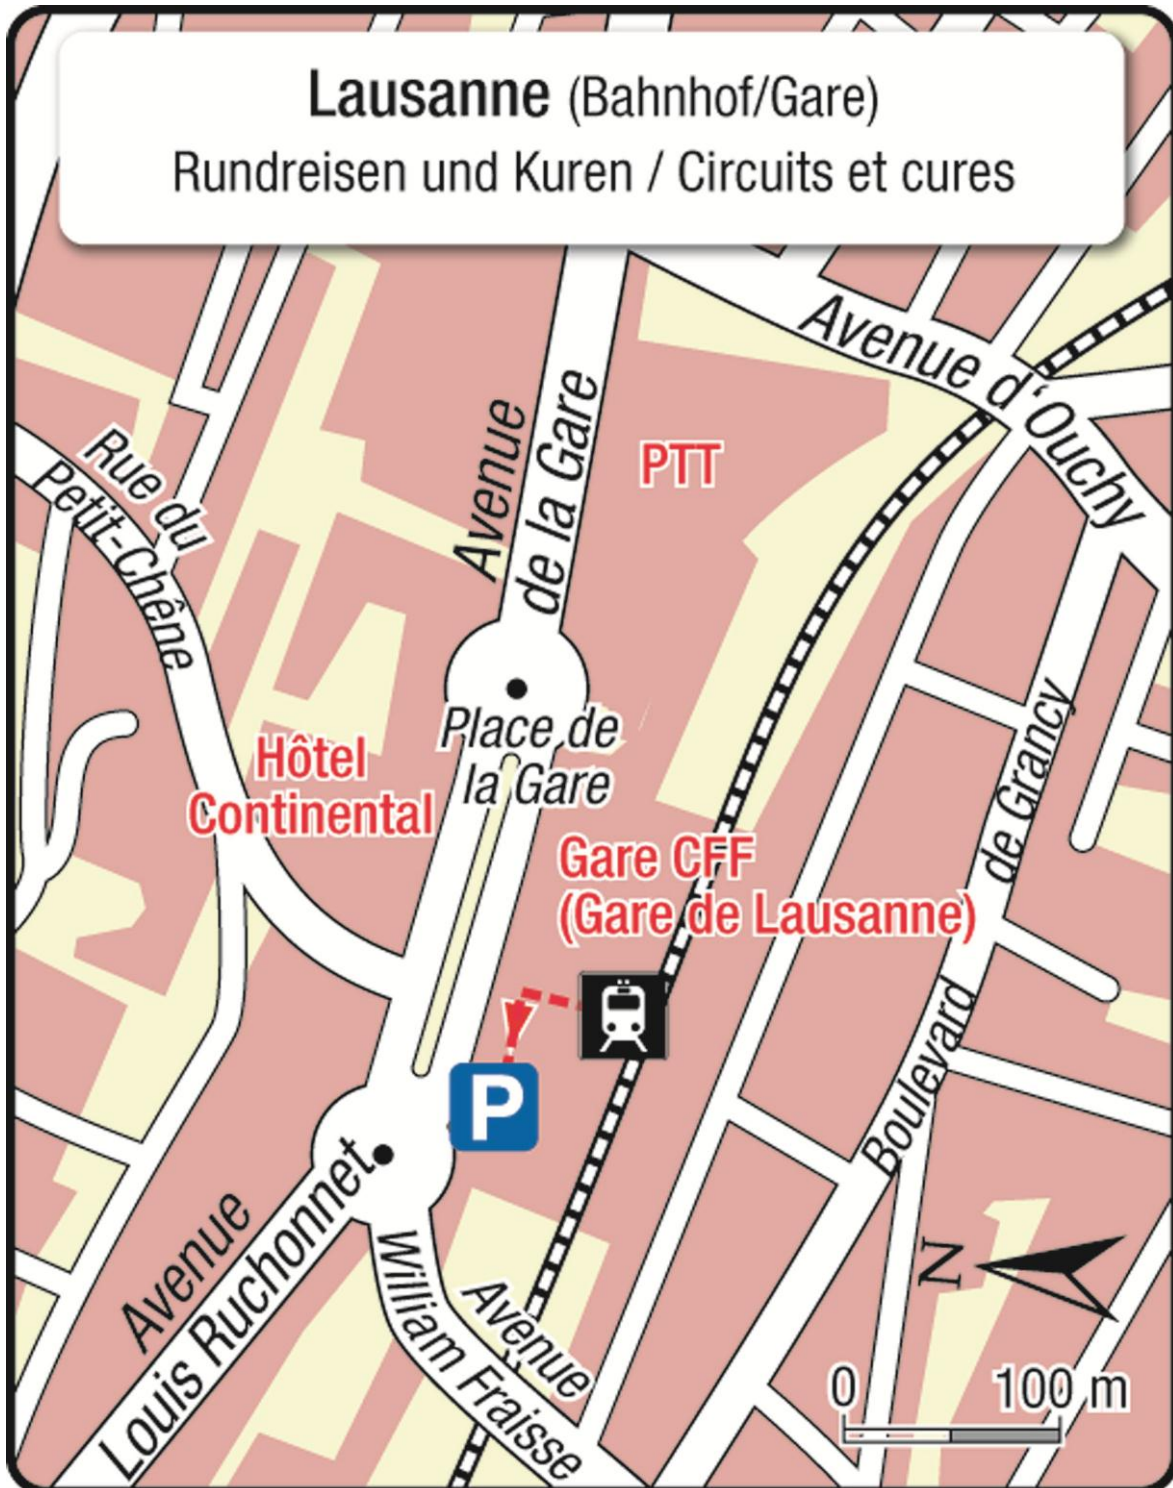 Lausanne (Bahnhof/Gare)
Rundreisen und Kuren / Circuits et cures
Avenue d'Ouchy
Avenue
de la Gare
PTT
Rue du
Petit-Chêne
Place de
la Gare
Hôtel
Continental
Gare CFF
(Gare de Lausanne)
Boulevard de Grancy
P
Avenue
Louis Ruchonnet
Avenue
William Fraisse
N
0 100 m